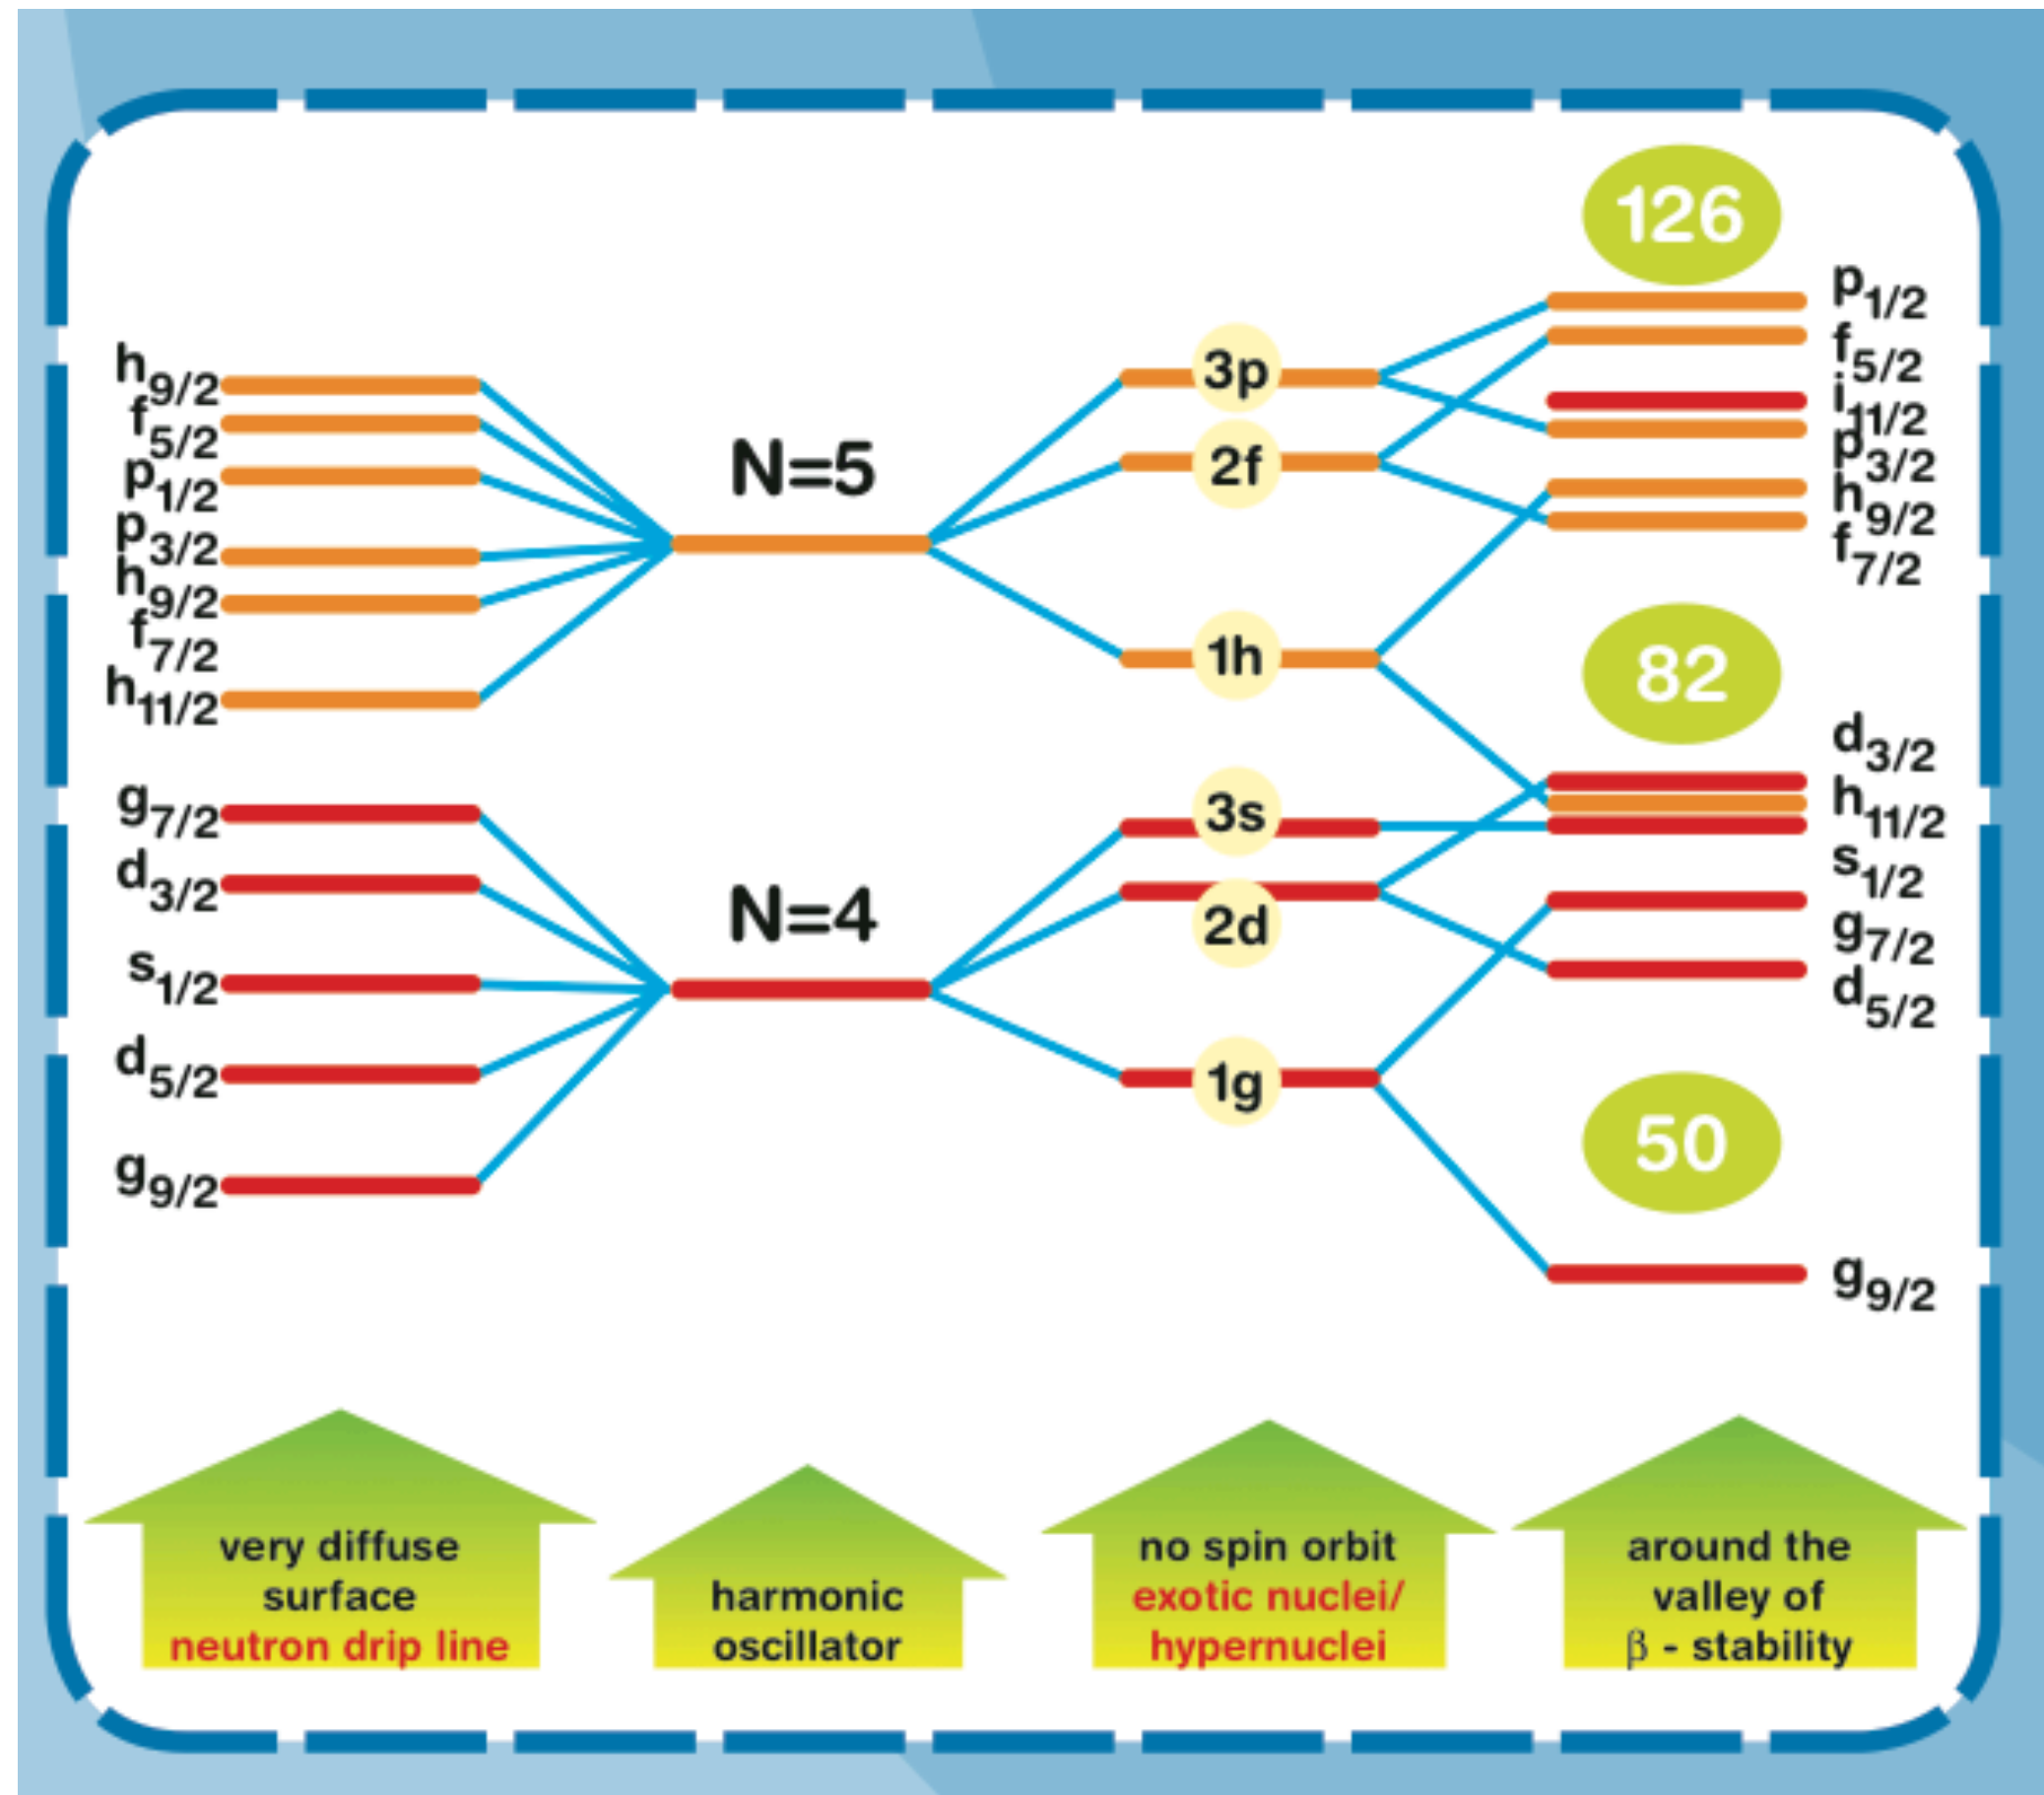 h9/2
f5/2
p1/2
p3/2
h9/2
f7/2
h11/2
g7/2
d3/2
s1/2
d5/2
g9/2
N=5
N=4
3p
2f
1h
3s
2d
1g
126
82
50
p1/2
f5/2
i11/2
p3/2
h9/2
f7/2
d3/2
h11/2
s1/2
g7/2
d5/2
g9/2
very diffuse
surface
neutron drip line
harmonic
oscillator
no spin orbit
exotic nuclei/
hypernuclei
around the
valley of
β - stability